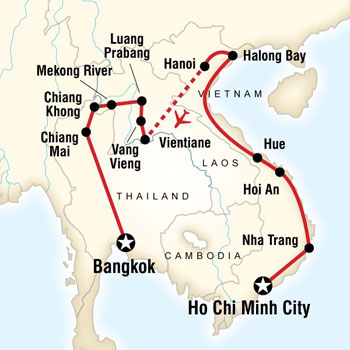 Luang
Prabang
Mekong River
Hanoi
Halong Bay
Chiang
Khong
VIETNAM
Chiang
Mai
Vang
Vieng
Vientiane
Hue
LAOS
Hoi An
THAILAND
Nha Trang
CAMBODIA
Bangkok
Ho Chi Minh City